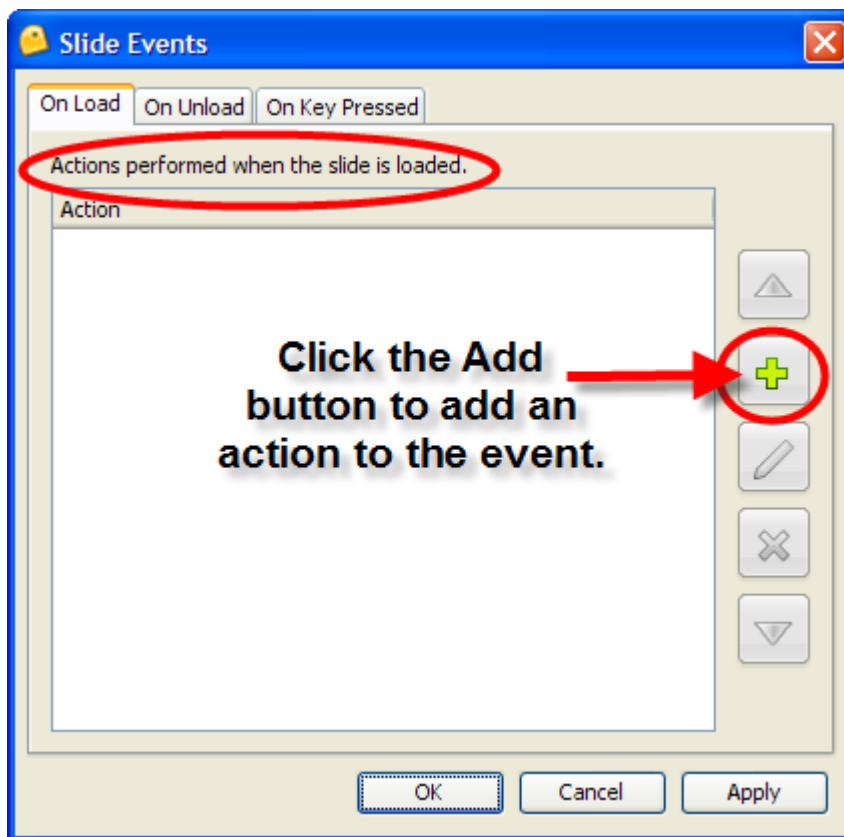 Slide Events
On Load On Unload On Key Pressed
Actions performed when the slide is loaded.
Action
Click the Add
button to add an
action to the event.
OK Cancel Apply